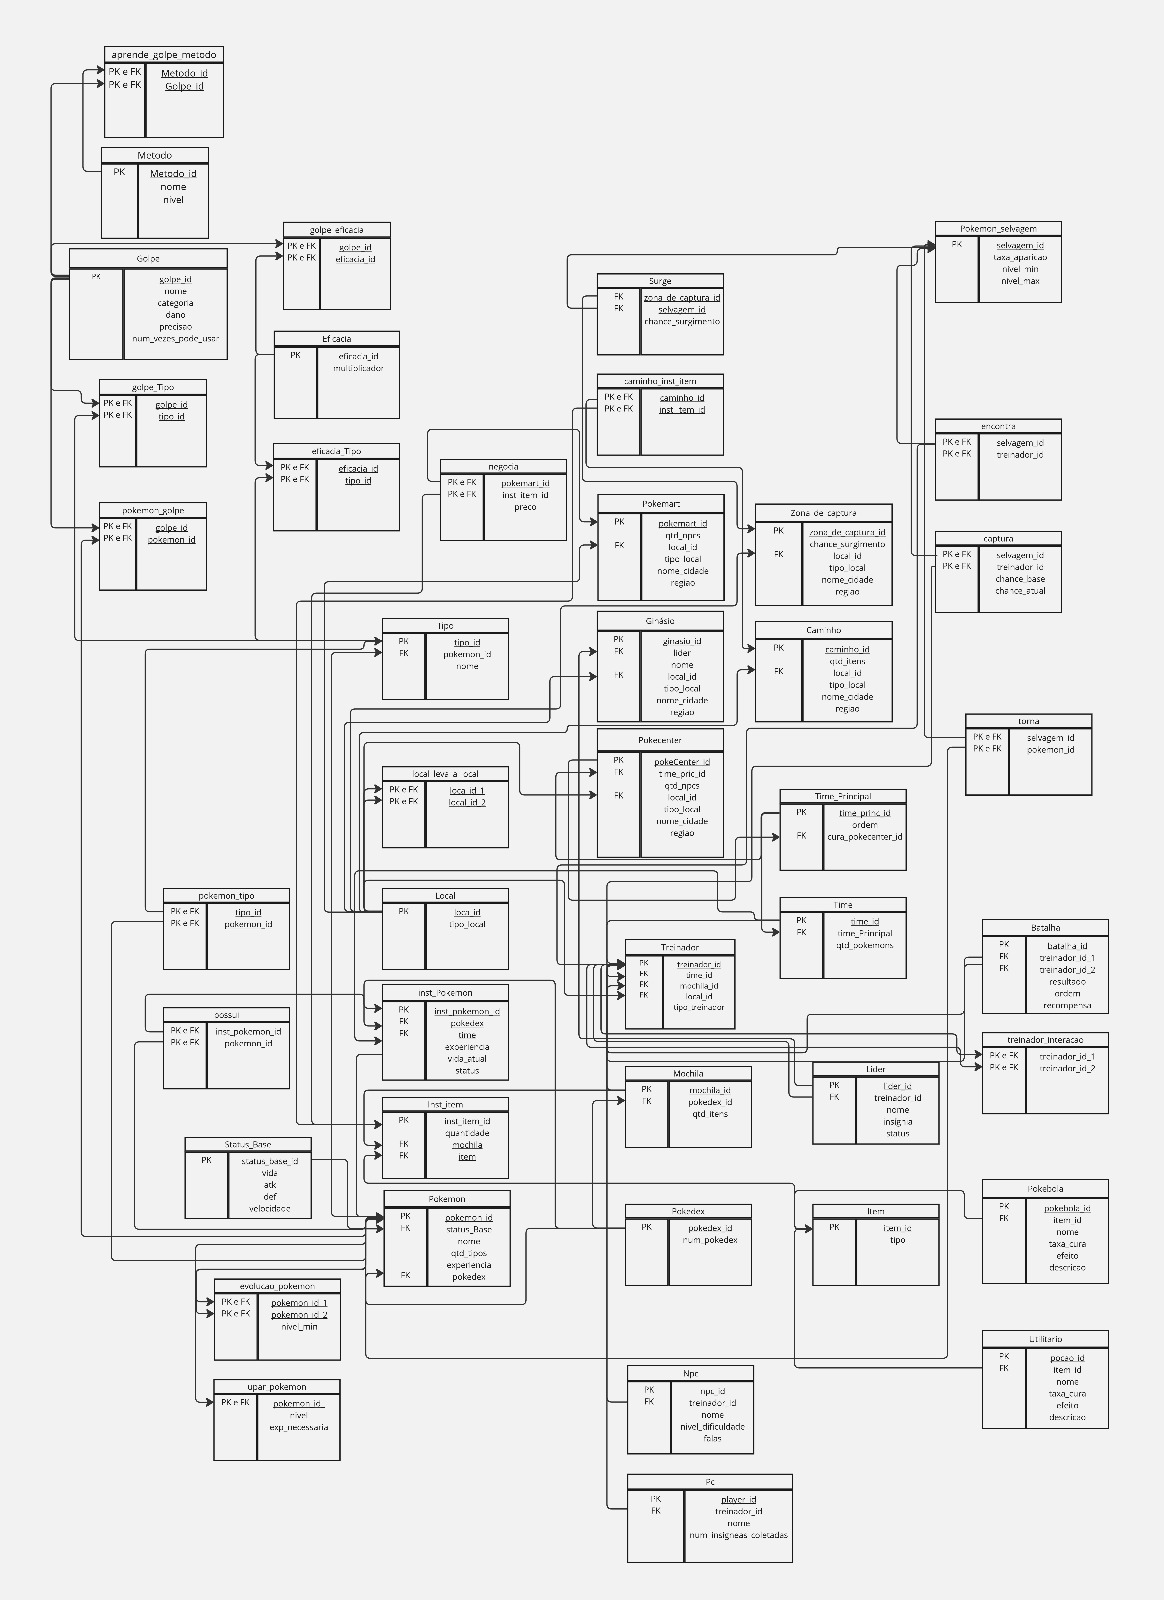 aprende_golpe_metodo
PK e FK Metodo_id
PK e FK Golpe_id
Metodo
PK Metodo_id
nome
nivel
Golpe
PK golpe_id
nome
categoria
dano
precisao
num_vezes_pode_usar
golpe_eficacia
PK e FK golpe_id
PK e FK eficacia_id
Eficacia
PK eficacia_id
multiplicador
golpe_Tipo
PK e FK golpe_id
PK e FK tipo_id
eficacia_Tipo
PK e FK eficacia_id
PK e FK tipo_id
pokemon_golpe
PK e FK golpe_id
PK e FK pokemon_id
negocia
PK e FK pokemart_id
PK e FK inst_item_id
preco
Surge
FK zona_de_captura_id
FK selvagem_id
chance_surgimento
caminho_inst_item
PK e FK caminho_id
PK e FK inst_item_id
Pokemon_selvagem
PK selvagem_id
taxa_aparicao
nivel_min
nivel_max
encontra
PK e FK selvagem_id
PK e FK treinador_id
captura
PK e FK selvagem_id
PK e FK treinador_id
chance_base
chance_atual
Pokemart
PK pokemart_id
qtd_npcs
FK local_id
tipo_local
nome_cidade
regiao
Zona_de_captura
PK zona_de_captura_id
chance_surgimento
FK local_id
tipo_local
nome_cidade
regiao
Tipo
PK tipo_id
FK pokemon_id
nome
Ginásio
PK ginasio_id
FK lider
nome
FK local_id
tipo_local
nome_cidade
regiao
Caminho
PK caminho_id
qtd_itens
FK local_id
tipo_local
nome_cidade
regiao
torna
PK e FK selvagem_id
PK e FK pokemon_id
local_leva_a_local
PK e FK local_id_1
PK e FK local_id_2
Pokecenter
PK pokeCenter_id
FK time_pric_id
qtd_npcs
FK local_id
tipo_local
nome_cidade
regiao
Time_Principal
PK time_princ_id
ordem
FK cura_pokecenter_id
pokemon_tipo
PK e FK tipo_id
PK e FK pokemon_id
Local
PK local_id
tipo_local
Time
PK time_id
FK time_Principal
qtd_pokemons
Treinador
PK treinador_id
FK time_id
FK mochila_id
FK local_id
tipo_treinador
Batalha
PK batalha_id
FK treinador_id_1
FK treinador_id_2
resultado
ordem
recompensa
inst_Pokemon
PK inst_pokemon_id
FK pokedex
FK time
experiencia
vida_atual
status
possui
PK e FK inst_pokemon_id
PK e FK pokemon_id
treinador_interacao
PK e FK treinador_id_1
PK e FK treinador_id_2
Mochila
PK mochila_id
FK pokedex_id
qtd_itens
Lider
PK lider_id
FK treinador_id
nome
insignia
status
Inst_item
PK inst_item_id
quantidade
FK mochila
FK item
Status_Base
PK status_base_id
vida
atk
def
velocidade
Pokemon
PK pokemon_id
FK status_Base
nome
qtd_tipos
experiencia
FK pokedex
Pokedex
PK pokedex_id
num_pokedex
Item
PK item_id
tipo
Pokebola
PK pokebola_id
FK item_id
nome
taxa_cura
efeito
descricao
evolucao_pokemon
PK e FK pokemon_id_1
PK e FK pokemon_id_2
nivel_min
Utilitario
PK pocao_id
FK item_id
nome
taxa_cura
efeito
descricao
upar_pokemon
PK e FK pokemon_id_
nivel
exp_necessaria
Npc
PK npc_id
FK treinador_id
nome
nivel_dificuldade
falas
Pc
PK player_id
FK treinador_id
nome
num_insigneas_coletadas